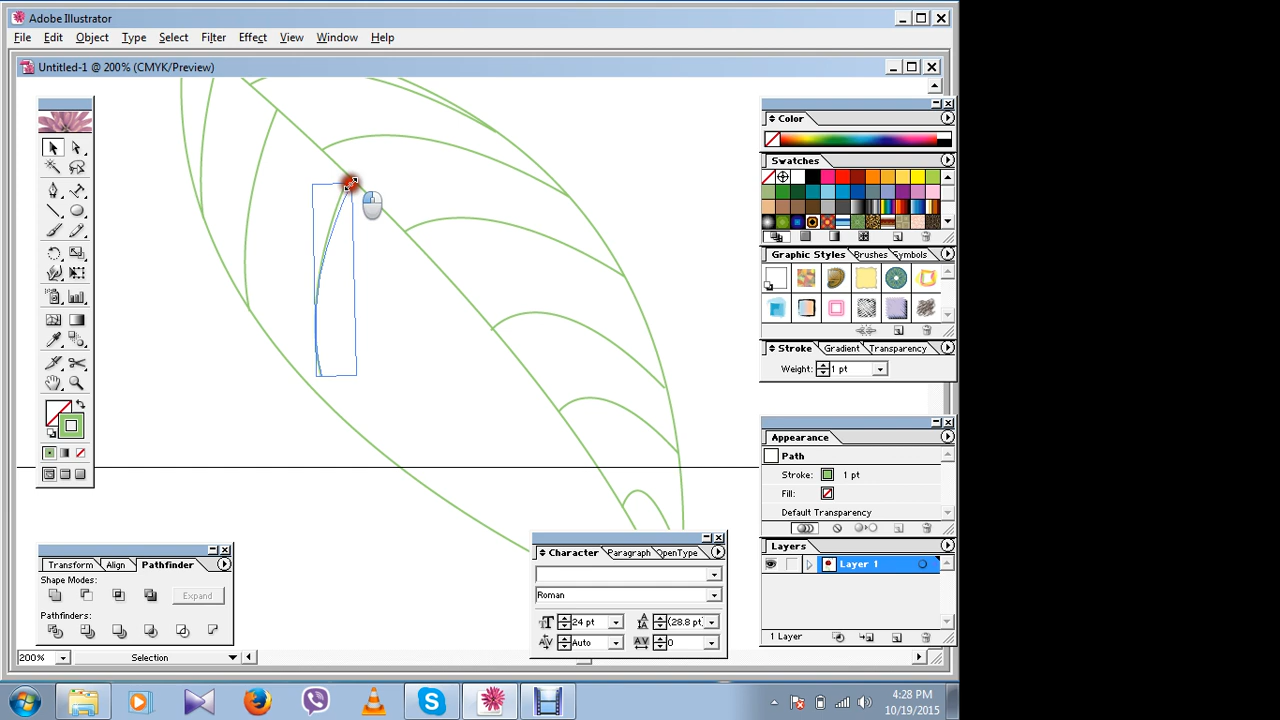 Adobe Illustrator
File Edit Object Type Select Filter Effect View Window Help
Untitled-1 @ 200% (CMYK/Preview)
Color
Swatches
Graphic Styles Brushes Symbols
Stroke Gradient Transparency
Weight: 1 pt
Appearance
Path
Stroke: 1 pt
Fill:
Default Transparency
Layers
Layer 1
1 Layer
Transform Align Pathfinder
Shape Modes:
Expand
Pathfinders:
Character Paragraph OpenType
Roman
24 pt (28.8 pt)
Auto 0
200% Selection
4:28 PM
10/19/2015